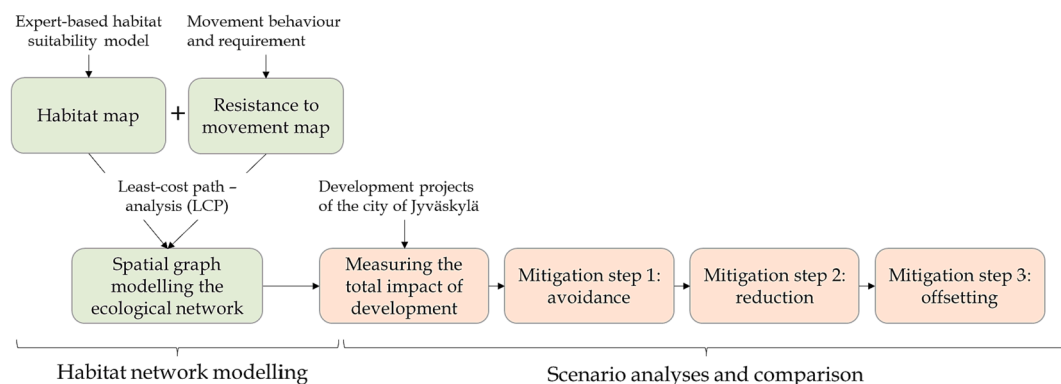 Expert-based habitat
suitability model
Movement behaviour
and requirement
Habitat map
+
Resistance to
movement map
Least-cost path –
analysis (LCP)
Development projects
of the city of Jyväskylä
Spatial graph
modelling the
ecological network
Measuring the
total impact of
development
Mitigation step 1:
avoidance
Mitigation step 2:
reduction
Mitigation step 3:
offsetting
Habitat network modelling
Scenario analyses and comparison